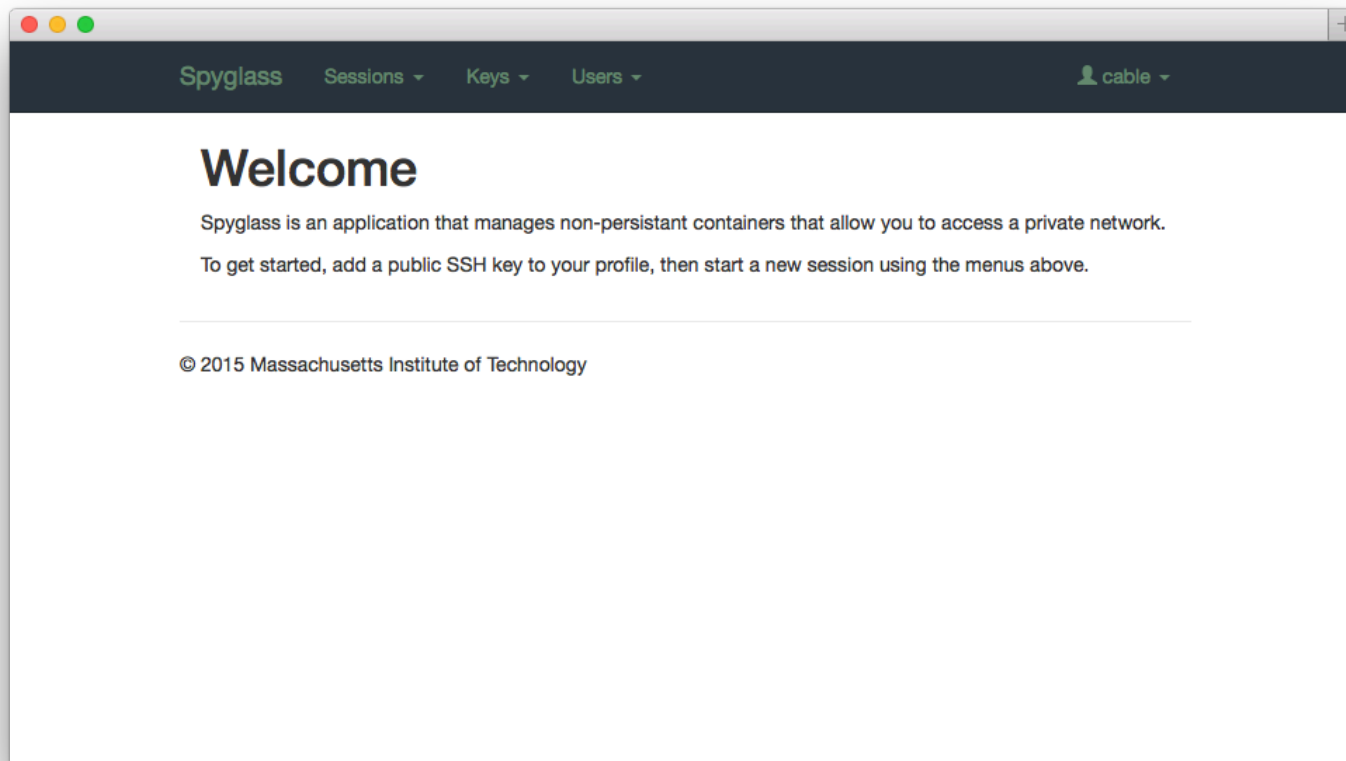 Spyglass Sessions Keys Users cable
Welcome
Spyglass is an application that manages non-persistant containers that allow you to access a private network.
To get started, add a public SSH key to your profile, then start a new session using the menus above.
© 2015 Massachusetts Institute of Technology